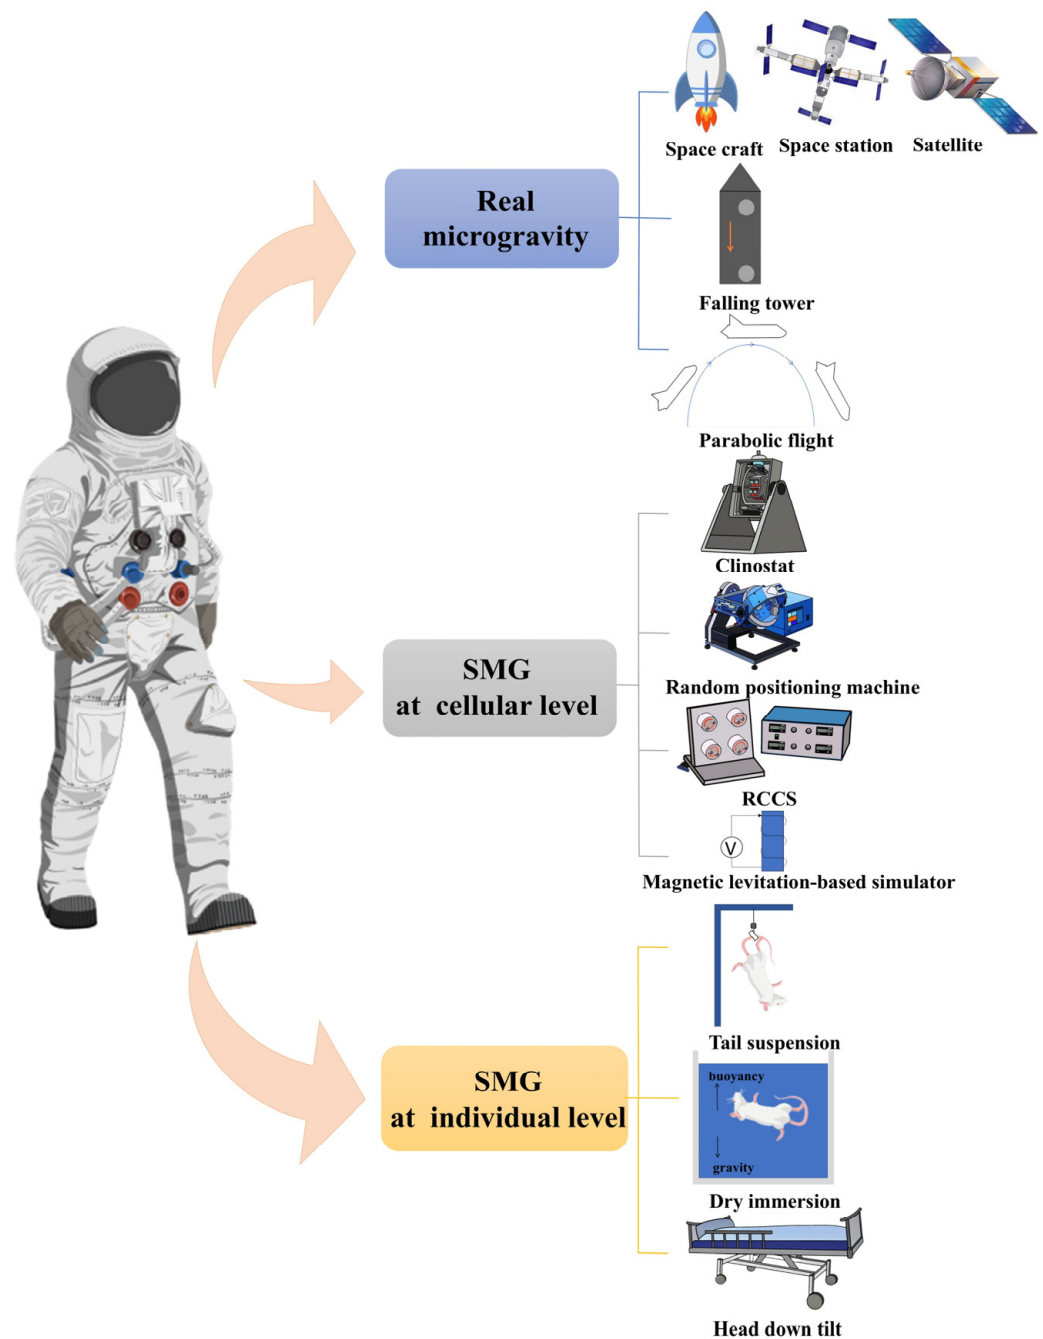 Space craft
Space station
Satellite
Real
microgravity
Falling tower
Parabolic flight
Clinostat
Random positioning machine
SMG
at cellular level
RCCS
V
Magnetic levitation-based simulator
Tail suspension
SMG
at individual level
buoyancy
gravity
Dry immersion
Head down tilt